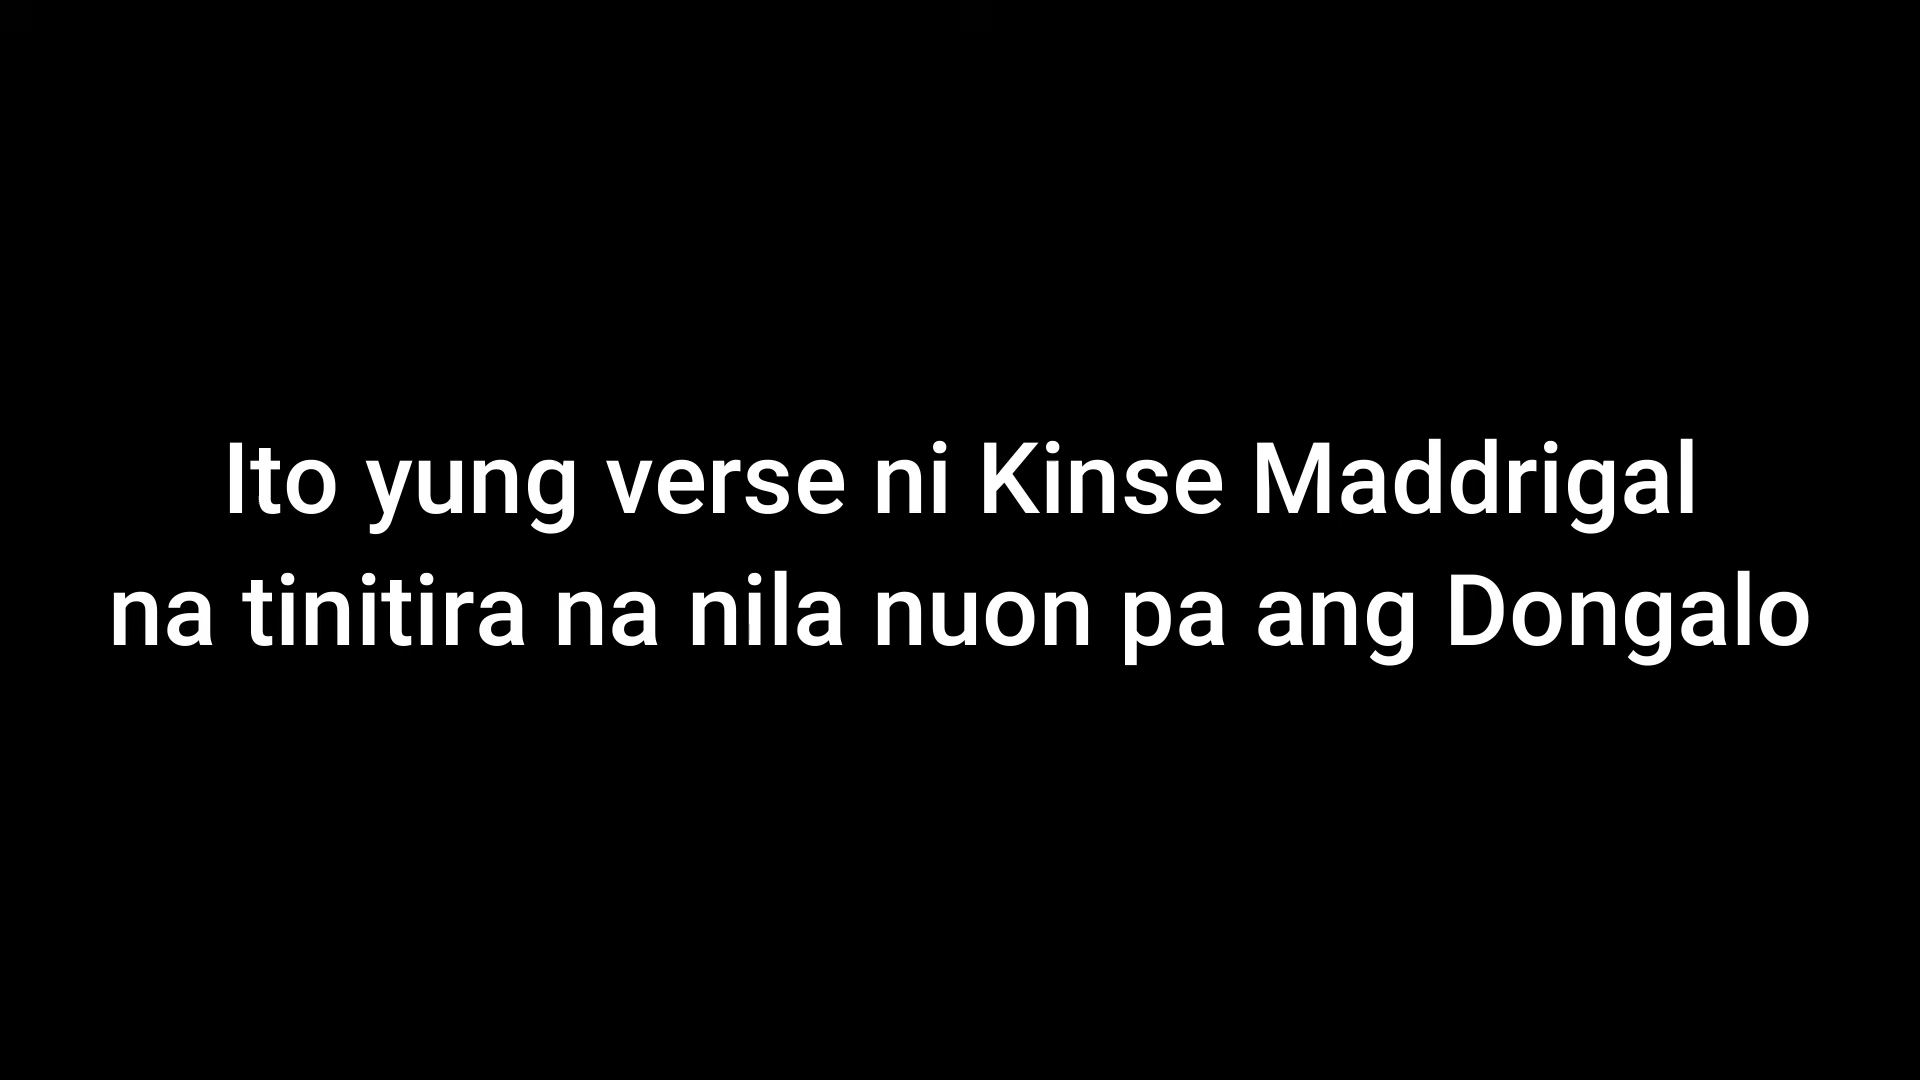 Ito yung verse ni Kinse Maddrigal
na tinitira na nila nuon pa ang Dongalo